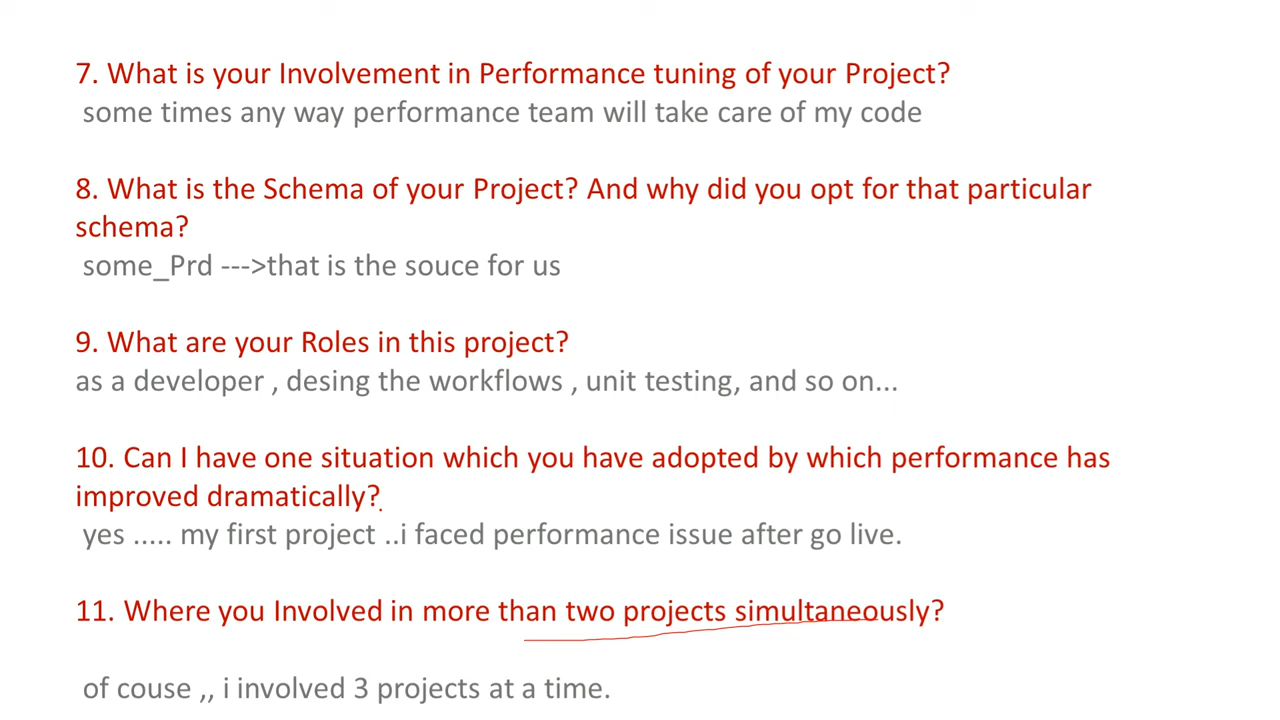 7. What is your Involvement in Performance tuning of your Project?
some times any way performance team will take care of my code
8. What is the Schema of your Project? And why did you opt for that particular
schema?
some_Prd --->that is the souce for us
9. What are your Roles in this project?
as a developer , desing the workflows , unit testing, and so on...
10. Can I have one situation which you have adopted by which performance has
improved dramatically?
yes ..... my first project ..i faced performance issue after go live.
11. Where you Involved in more than two projects simultaneously?
of couse ,, i involved 3 projects at a time.